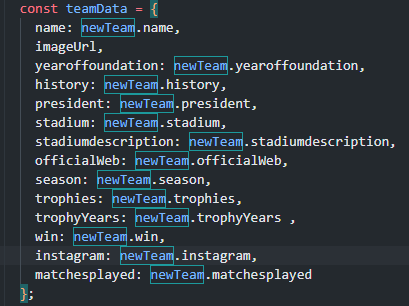 const teamData = {
name: newTeam.name,
imageUrl,
yearoffoundation: newTeam.yearoffoundation,
history: newTeam.history,
president: newTeam.president,
stadium: newTeam.stadium,
stadiumdescription: newTeam.stadiumdescription,
officialWeb: newTeam.officialWeb,
season: newTeam.season,
trophies: newTeam.trophies,
trophyYears: newTeam.trophyYears ,
win: newTeam.win,
instagram: newTeam.instagram,
matchesplayed: newTeam.matchesplayed
};